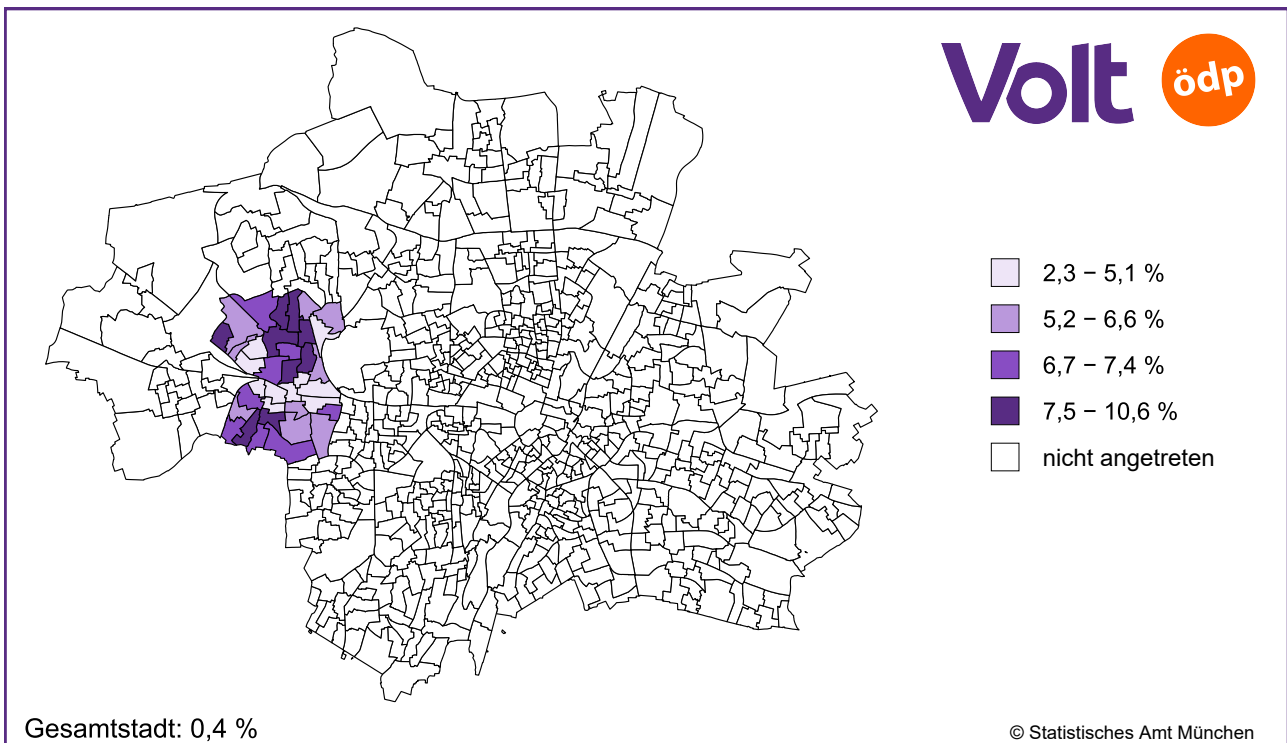 Volt ödp
2,3 – 5,1 %
5,2 – 6,6 %
6,7 – 7,4 %
7,5 – 10,6 %
nicht angetreten
Gesamtstadt: 0,4 %
© Statistisches Amt München